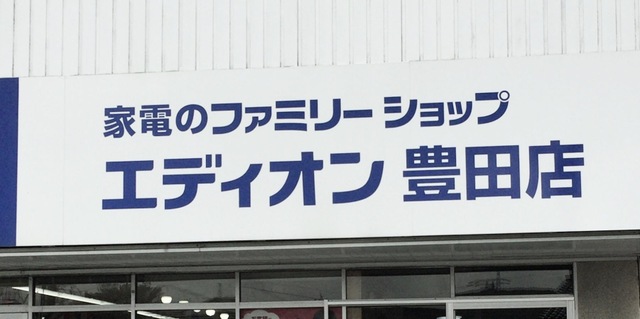 家電のファミリーショップ
エディオン 豊田店